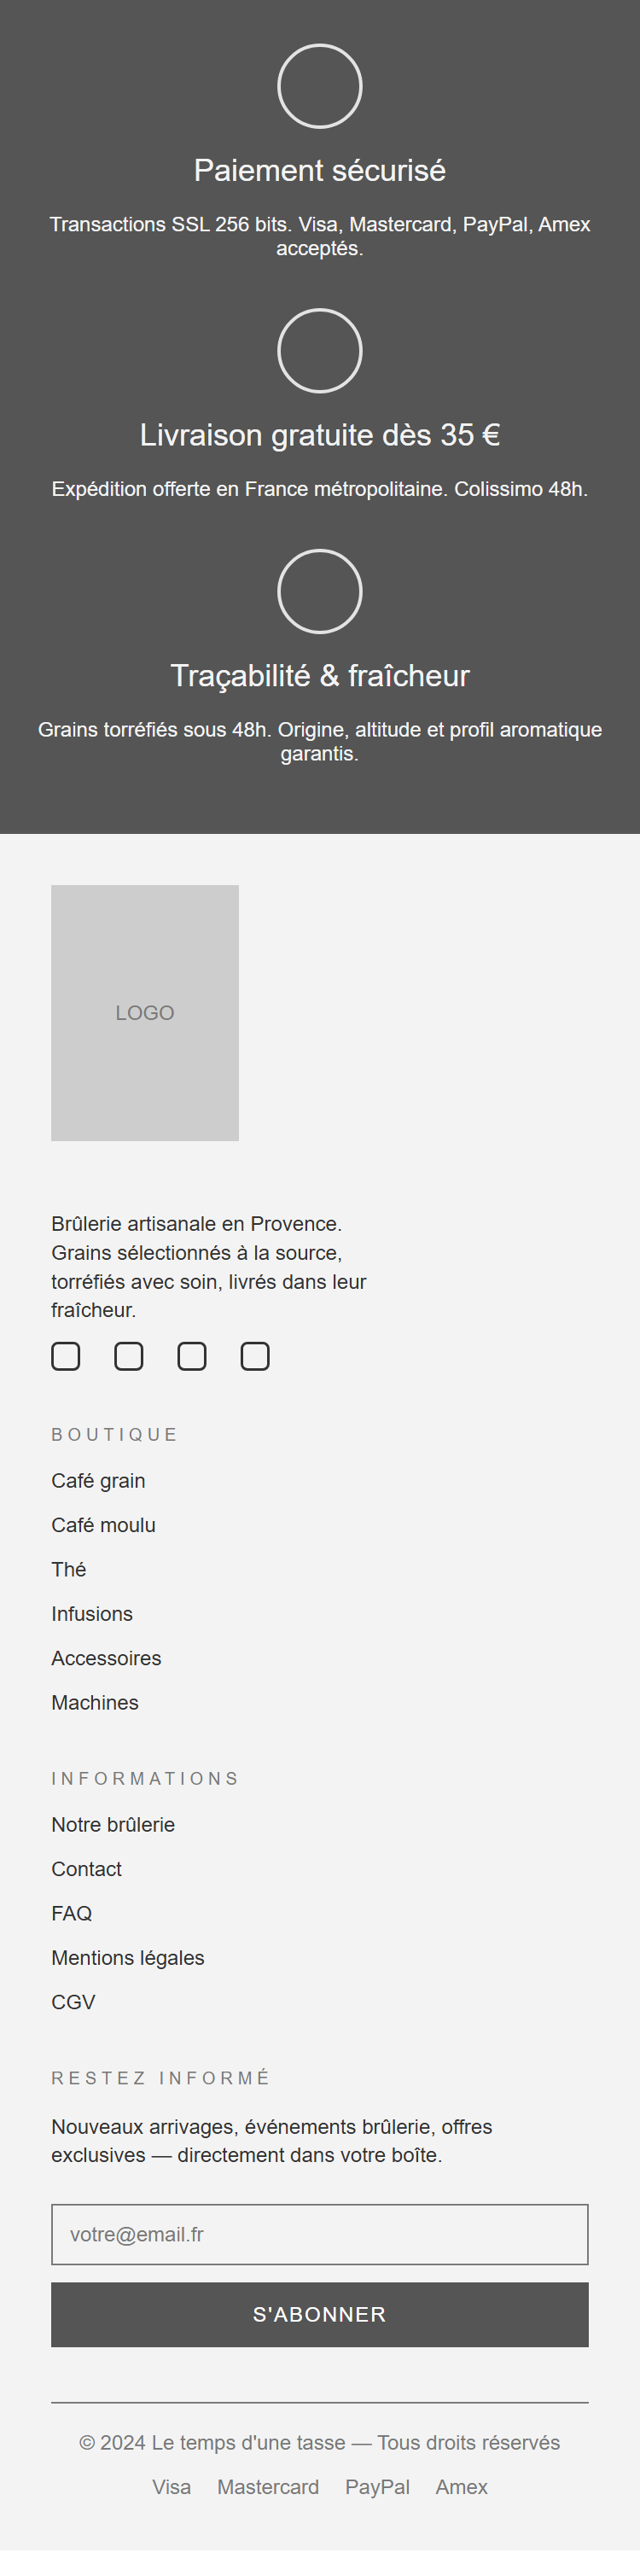 Paiement sécurisé
Transactions SSL 256 bits. Visa, Mastercard, PayPal, Amex
acceptés.
Livraison gratuite dès 35 €
Expédition offerte en France métropolitaine. Colissimo 48h.
Traçabilité & fraîcheur
Grains torréfiés sous 48h. Origine, altitude et profil aromatique
garantis.
LOGO
Brûlerie artisanale en Provence.
Grains sélectionnés à la source,
torréfiés avec soin, livrés dans leur
fraîcheur.
BOUTIQUE
Café grain
Café moulu
Thé
Infusions
Accessoires
Machines
INFORMATIONS
Notre brûlerie
Contact
FAQ
Mentions légales
CGV
RESTEZ INFORMÉ
Nouveaux arrivages, événements brûlerie, offres
exclusives — directement dans votre boîte.
votre@email.fr
S'ABONNER
© 2024 Le temps d'une tasse — Tous droits réservés
Visa Mastercard PayPal Amex